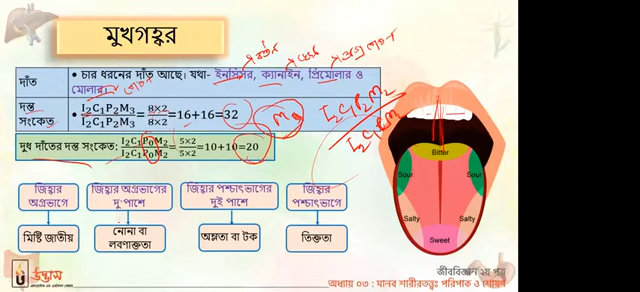 মুখগহ্বর
দাঁত
• চার ধরনের দাঁত আছে। যথা- ইনসিসর, ক্যানাইন, প্রিমোলার ও
মোলার।
দন্ত
সংকেত
• I₂C₁P₂M₃/I₂C₁P₂M₃ = 8×2/8×2 =16+16=32
দুধ দাঁতের দন্ত সংকেত: I₂C₁P₀M₂/I₂C₁P₀M₂ = 5×2/5×2 =10+10=20
জিহ্বার
অগ্রভাগে
জিহ্বার অগ্রভাগের
দু'পাশে
জিহ্বার পশ্চাৎভাগের
দুই পাশে
জিহ্বার
পশ্চাৎভাগে
মিষ্টি জাতীয়
নোনা বা
লবণাক্ততা
অম্লতা বা টক
তিক্ততা
Bitter
Sour
Sour
Salty
Salty
Sweet
উদ্ভাস
জীববিজ্ঞান ২য় পত্র
অধ্যায় ০৩ : মানব শারীরতত্ত্ব: পরিপাক ও শোষণ